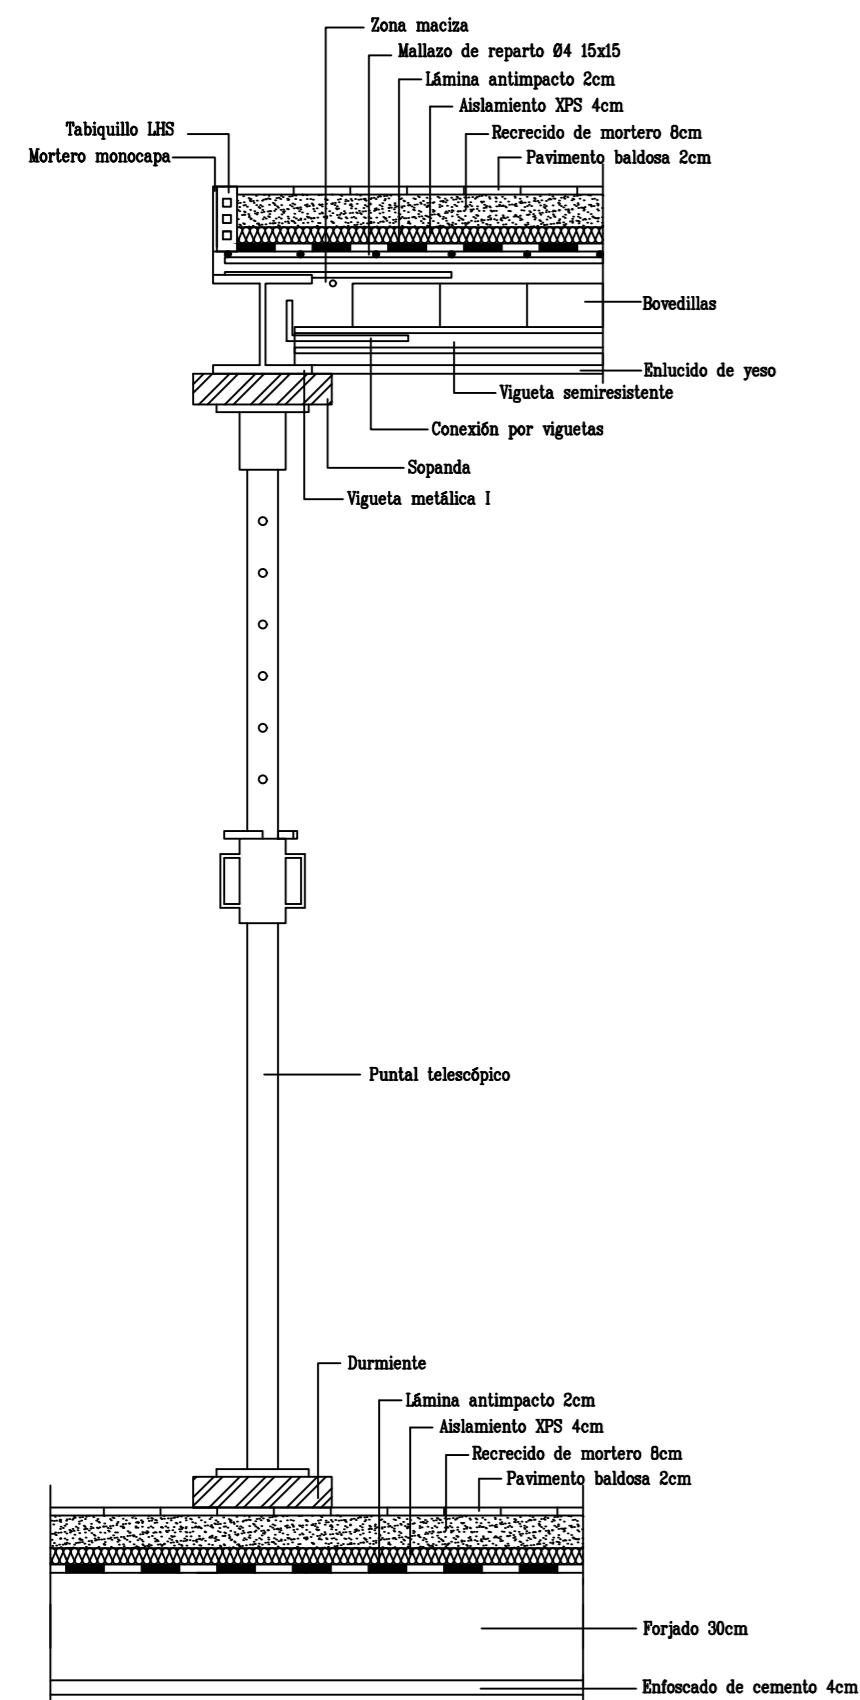 Zona maciza
Mallazo de reparto Ø4 15x15
Lámina antimpacto 2cm
Aislamiento XPS 4cm
Tabiquillo LHS
Recrecido de mortero 8cm
Mortero monocapa
Pavimento baldosa 2cm
Bovedillas
Enlucido de yeso
Vigueta semiresistente
Conexión por viguetas
Sopanda
Vigueta metálica I
Puntal telescópico
Durmiente
Lámina antimpacto 2cm
Aislamiento XPS 4cm
Recrecido de mortero 8cm
Pavimento baldosa 2cm
Forjado 30cm
Enfoscado de cemento 4cm